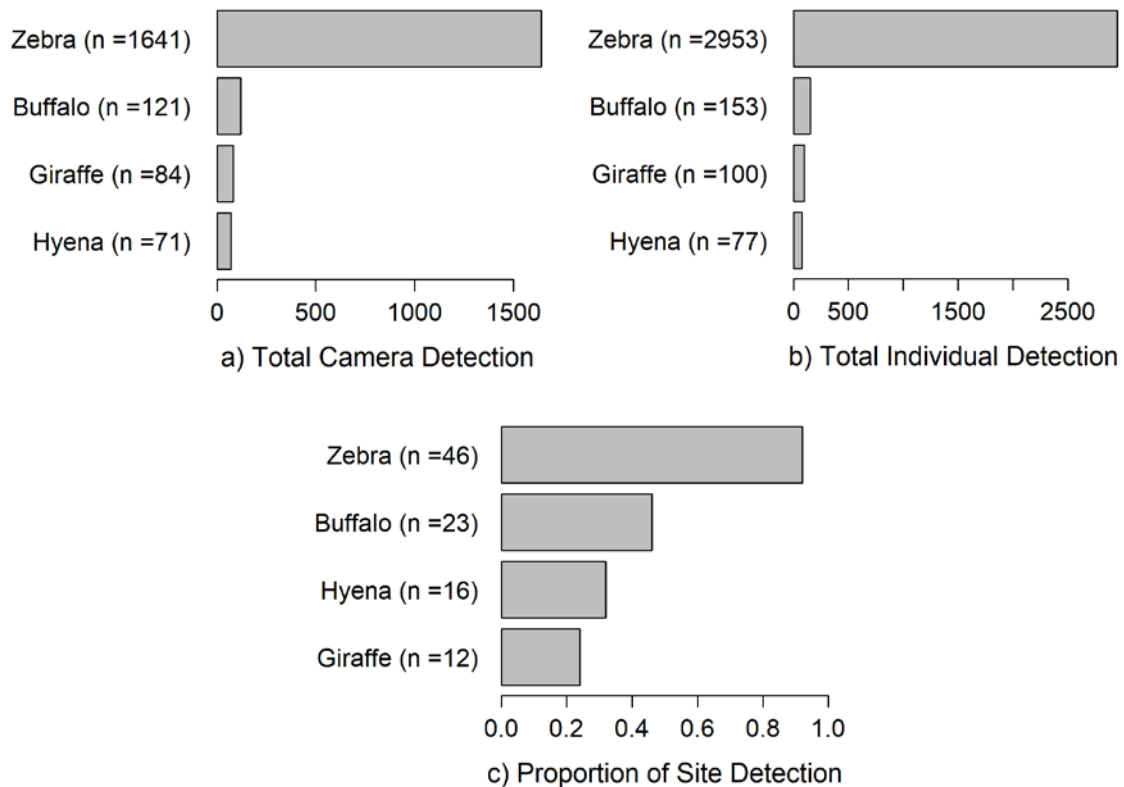 Zebra (n =1641)
Buffalo (n =121)
Giraffe (n =84)
Hyena (n =71)
0 500 1000 1500
a) Total Camera Detection
Zebra (n =2953)
Buffalo (n =153)
Giraffe (n =100)
Hyena (n =77)
0 500 1500 2500
b) Total Individual Detection
Zebra (n =46)
Buffalo (n =23)
Hyena (n =16)
Giraffe (n =12)
0.0 0.2 0.4 0.6 0.8 1.0
c) Proportion of Site Detection